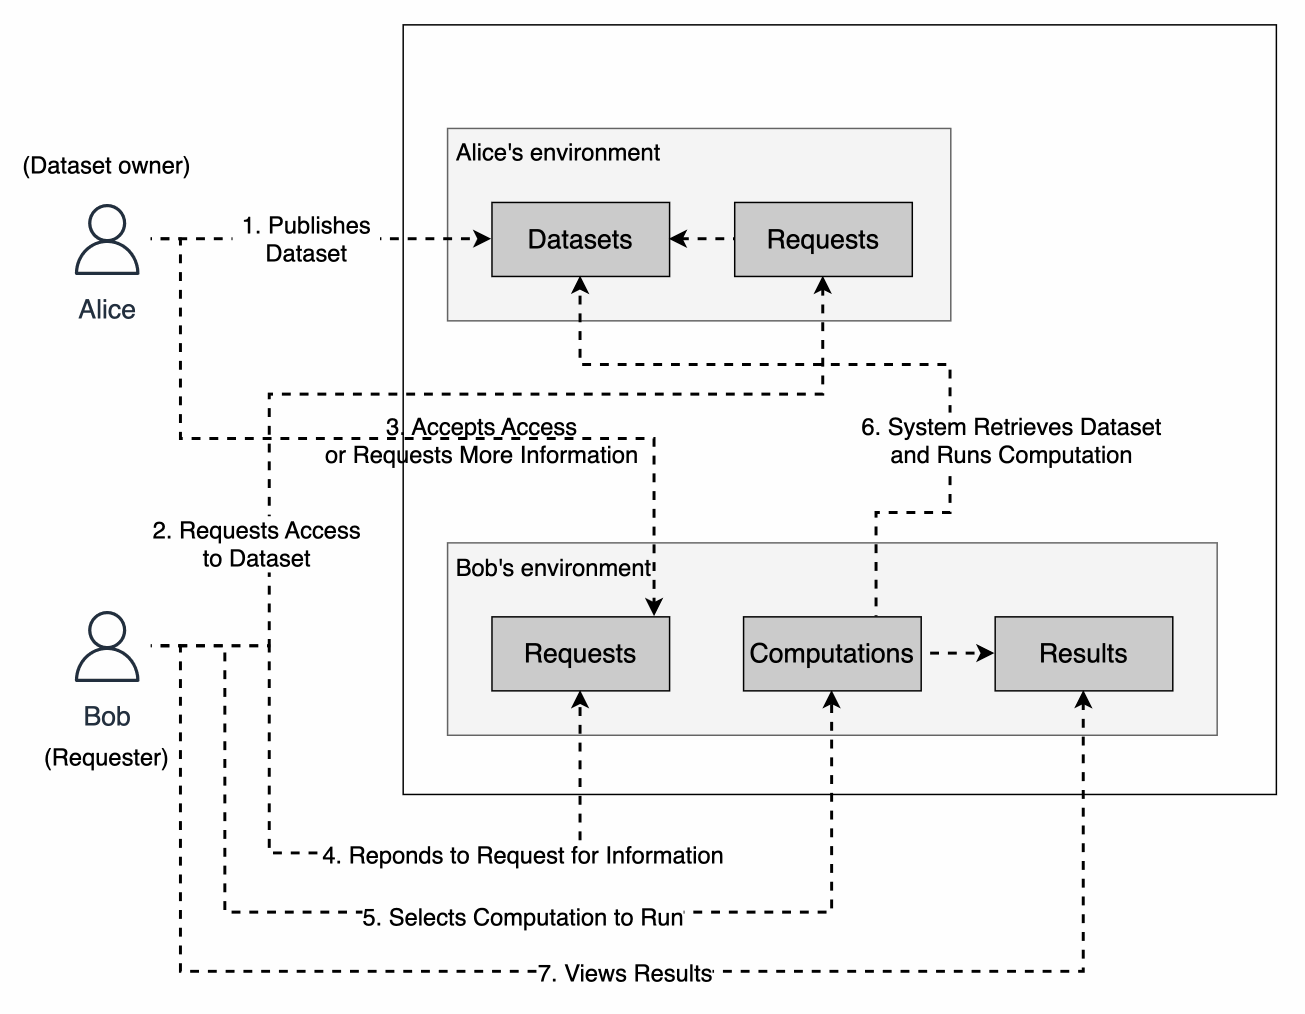 Alice's environment
(Dataset owner)
1. Publishes
Dataset
Datasets
Requests
Alice
3. Accepts Access
or Requests More Information
6. System Retrieves Dataset
and Runs Computation
2. Requests Access
to Dataset
Bob's environment
Requests
Computations
Results
Bob
(Requester)
4. Reponds to Request for Information
5. Selects Computation to Run
7. Views Results